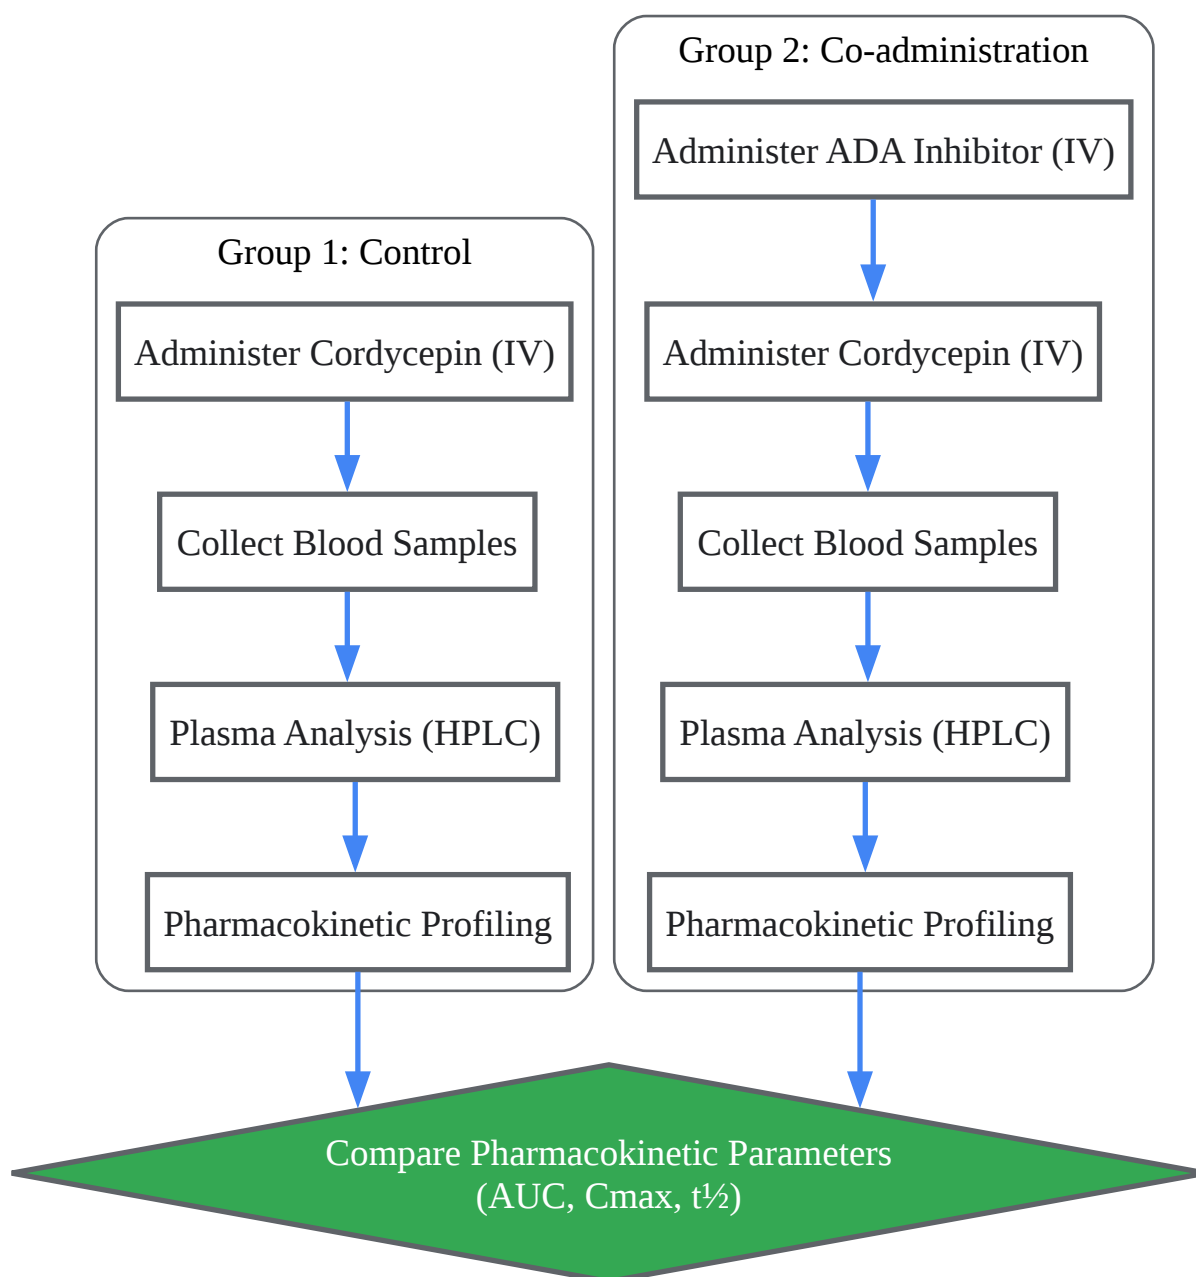 Group 1: Control
Administer Cordycepin (IV)
Collect Blood Samples
Plasma Analysis (HPLC)
Pharmacokinetic Profiling
Group 2: Co-administration
Administer ADA Inhibitor (IV)
Administer Cordycepin (IV)
Collect Blood Samples
Plasma Analysis (HPLC)
Pharmacokinetic Profiling
Compare Pharmacokinetic Parameters
(AUC, Cmax, t½)